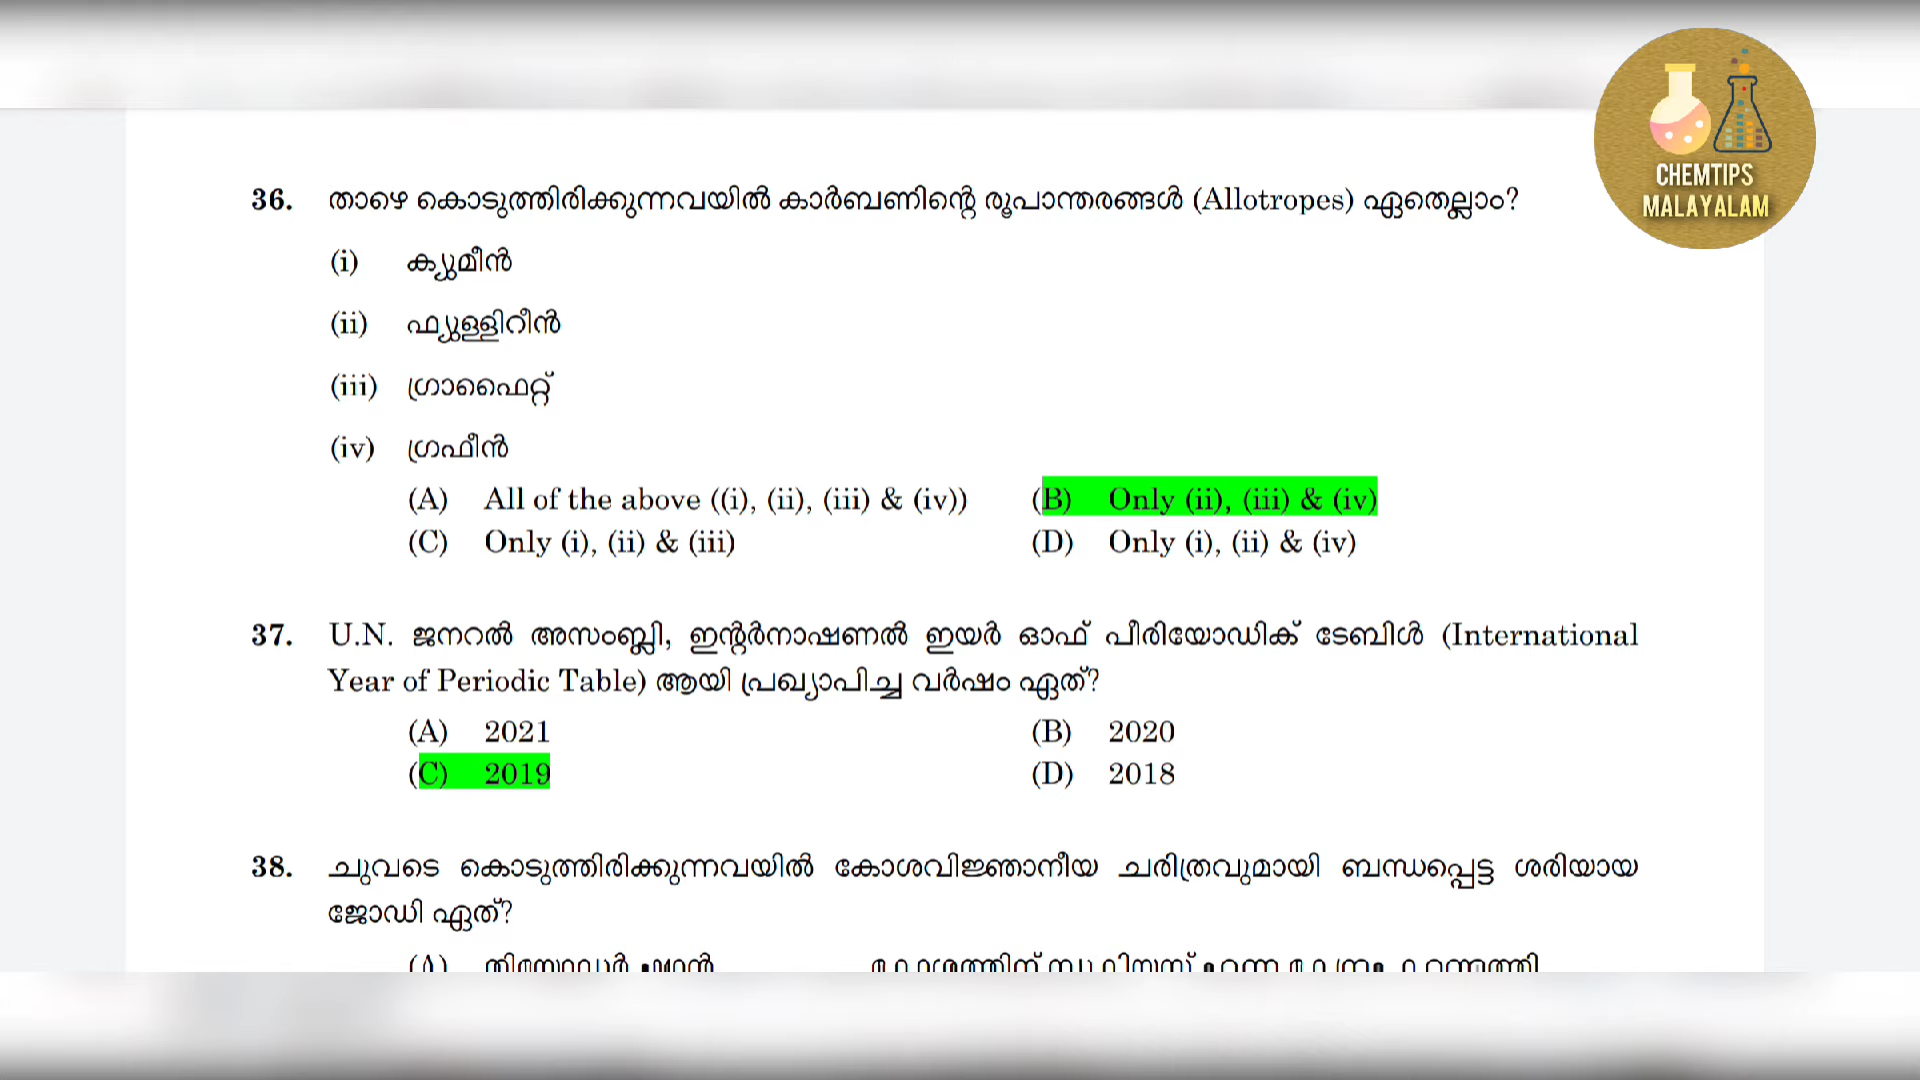 CHEMTIPS
MALAYALAM
36. താഴെ കൊടുത്തിരിക്കുന്നവയിൽ കാർബണിന്റെ രൂപാന്തരങ്ങൾ (Allotropes) ഏതെല്ലാം?
(i) ക്യുമീൻ
(ii) ഫ്യുള്ളിറീൻ
(iii) ഗ്രാഫൈറ്റ്
(iv) ഗ്രഫീൻ
(A) All of the above ((i), (ii), (iii) & (iv)) (B) Only (ii), (iii) & (iv)
(C) Only (i), (ii) & (iii) (D) Only (i), (ii) & (iv)
37. U.N. ജനറൽ അസംബ്ലി, ഇന്റർനാഷണൽ ഇയർ ഓഫ് പീരിയോഡിക് ടേബിൾ (International
Year of Periodic Table) ആയി പ്രഖ്യാപിച്ച വർഷം ഏത്?
(A) 2021 (B) 2020
(C) 2019 (D) 2018
38. ചുവടെ കൊടുത്തിരിക്കുന്നവയിൽ കോശവിജ്ഞാനീയ ചരിത്രവുമായി ബന്ധപ്പെട്ട ശരിയായ
ജോഡി ഏത്?
(A)